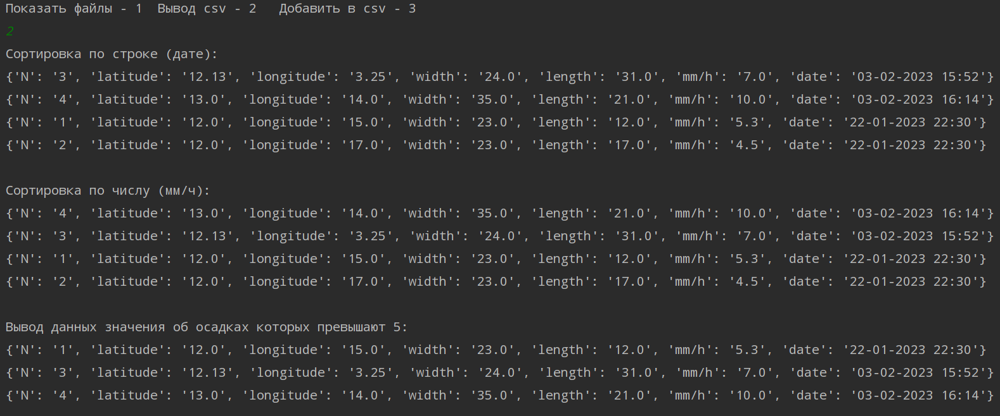 Показать файлы - 1  Вывод csv - 2   Добавить в csv - 3
2
Сортировка по строке (дате):
{'N': '3', 'latitude': '12.13', 'longitude': '3.25', 'width': '24.0', 'length': '31.0', 'mm/h': '7.0', 'date': '03-02-2023 15:52'}
{'N': '4', 'latitude': '13.0', 'longitude': '14.0', 'width': '35.0', 'length': '21.0', 'mm/h': '10.0', 'date': '03-02-2023 16:14'}
{'N': '1', 'latitude': '12.0', 'longitude': '15.0', 'width': '23.0', 'length': '12.0', 'mm/h': '5.3', 'date': '22-01-2023 22:30'}
{'N': '2', 'latitude': '12.0', 'longitude': '17.0', 'width': '23.0', 'length': '17.0', 'mm/h': '4.5', 'date': '22-01-2023 22:30'}
Сортировка по числу (мм/ч):
{'N': '4', 'latitude': '13.0', 'longitude': '14.0', 'width': '35.0', 'length': '21.0', 'mm/h': '10.0', 'date': '03-02-2023 16:14'}
{'N': '3', 'latitude': '12.13', 'longitude': '3.25', 'width': '24.0', 'length': '31.0', 'mm/h': '7.0', 'date': '03-02-2023 15:52'}
{'N': '1', 'latitude': '12.0', 'longitude': '15.0', 'width': '23.0', 'length': '12.0', 'mm/h': '5.3', 'date': '22-01-2023 22:30'}
{'N': '2', 'latitude': '12.0', 'longitude': '17.0', 'width': '23.0', 'length': '17.0', 'mm/h': '4.5', 'date': '22-01-2023 22:30'}
Вывод данных значения об осадках которых превышают 5:
{'N': '1', 'latitude': '12.0', 'longitude': '15.0', 'width': '23.0', 'length': '12.0', 'mm/h': '5.3', 'date': '22-01-2023 22:30'}
{'N': '3', 'latitude': '12.13', 'longitude': '3.25', 'width': '24.0', 'length': '31.0', 'mm/h': '7.0', 'date': '03-02-2023 15:52'}
{'N': '4', 'latitude': '13.0', 'longitude': '14.0', 'width': '35.0', 'length': '21.0', 'mm/h': '10.0', 'date': '03-02-2023 16:14'}